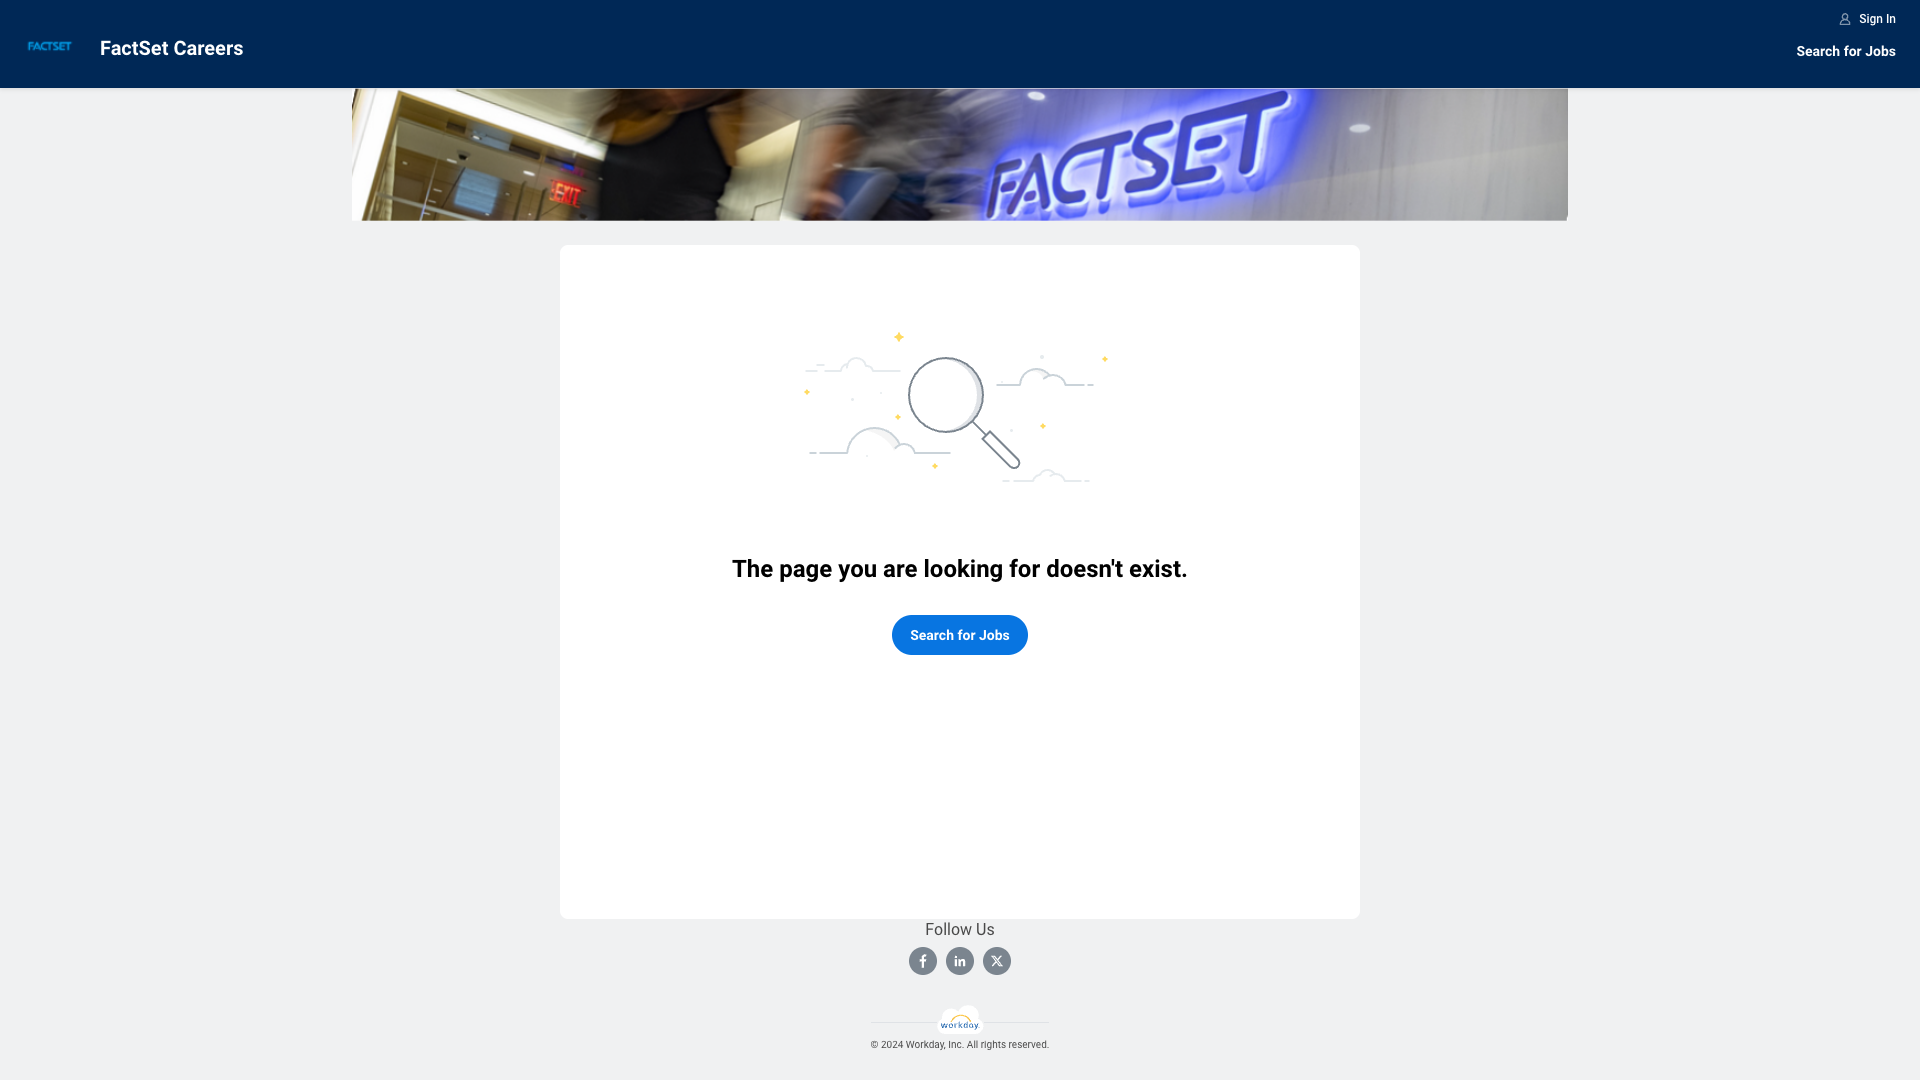 Sign In
FACTSET
FactSet Careers
Search for Jobs
EXIT
FACTSET
The page you are looking for doesn't exist.
Search for Jobs
Follow Us
workday.
© 2024 Workday, Inc. All rights reserved.